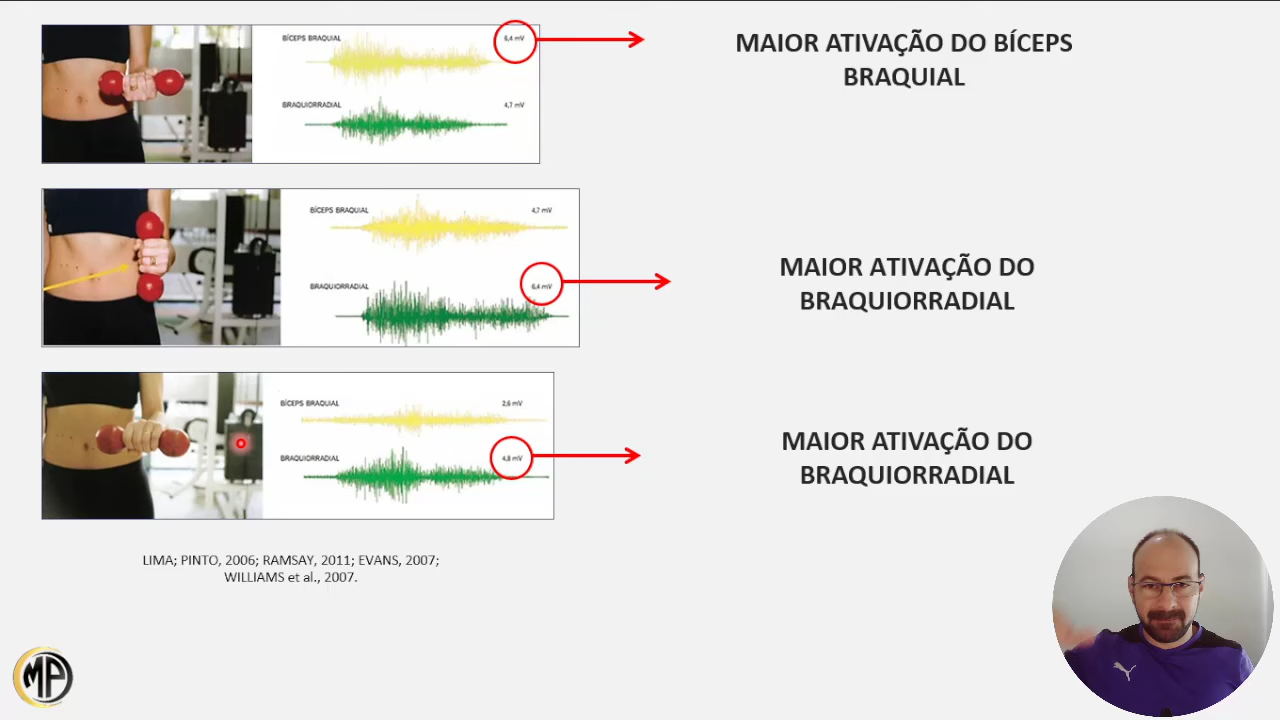 BÍCEPS BRAQUIAL 6,4 mV
BRAQUIORRADIAL 4,7 mV
MAIOR ATIVAÇÃO DO BÍCEPS
BRAQUIAL
BÍCEPS BRAQUIAL 4,7 mV
BRAQUIORRADIAL 6,4 mV
MAIOR ATIVAÇÃO DO
BRAQUIORRADIAL
BÍCEPS BRAQUIAL 2,6 mV
BRAQUIORRADIAL 4,8 mV
MAIOR ATIVAÇÃO DO
BRAQUIORRADIAL
LIMA; PINTO, 2006; RAMSAY, 2011; EVANS, 2007;
WILLIAMS et al., 2007.
MP